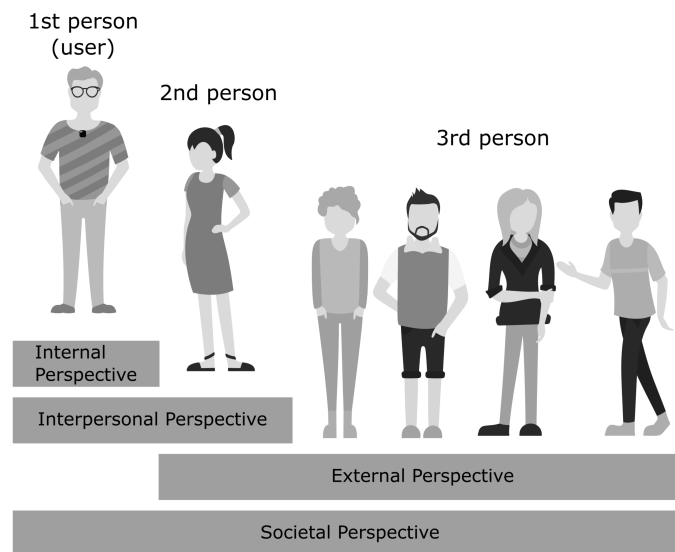 1st person
(user)
2nd person
3rd person
Internal
Perspective
Interpersonal Perspective
External Perspective
Societal Perspective